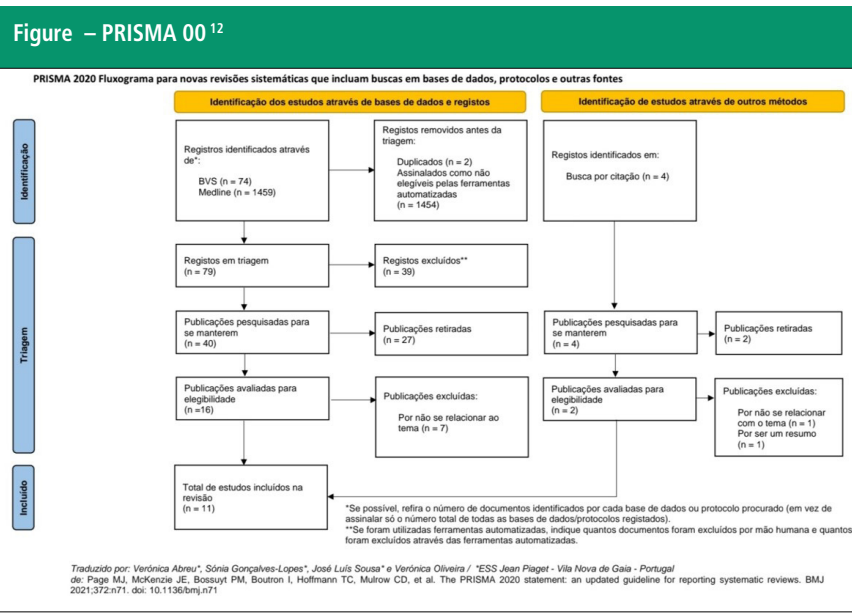 Figure – PRISMA 00 12
PRISMA 2020 Fluxograma para novas revisões sistemáticas que incluam buscas em bases de dados, protocolos e outras fontes
Identificação dos estudos através de bases de dados e registos
Identificação de estudos através de outros métodos
Identificação
Registros identificados através
de*:
BVS (n = 74)
Medline (n = 1459)
Registos removidos antes da
triagem:
Duplicados (n = 2)
Assinalados como não
elegíveis pelas ferramentas
automatizadas
(n = 1454)
Registos identificados em:
Busca por citação (n = 4)
Triagem
Registos em triagem
(n = 79)
Registos excluídos**
(n = 39)
Publicações pesquisadas para
se manterem
(n = 40)
Publicações retiradas
(n = 27)
Publicações pesquisadas para
se manterem
(n = 4)
Publicações retiradas
(n = 2)
Publicações avaliadas para
elegibilidade
(n =16)
Publicações excluídas:
Por não se relacionar ao
tema (n = 7)
Publicações avaliadas para
elegibilidade
(n = 2)
Publicações excluídas:
Por não se relacionar
com o tema (n = 1)
Por ser um resumo
(n = 1)
Incluído
Total de estudos incluídos na
revisão
(n = 11)
*Se possível, refira o número de documentos identificados por cada base de dados ou protocolo procurado (em vez de
assinalar só o número total de todas as bases de dados/protocolos registados).
**Se foram utilizadas ferramentas automatizadas, indique quantos documentos foram excluídos por mão humana e quantos
foram excluídos através das ferramentas automatizadas.
Traduzido por: Verónica Abreu*, Sónia Gonçalves-Lopes*, José Luís Sousa* e Verónica Oliveira / *ESS Jean Piaget - Vila Nova de Gaia - Portugal
de: Page MJ, McKenzie JE, Bossuyt PM, Boutron I, Hoffmann TC, Mulrow CD, et al. The PRISMA 2020 statement: an updated guideline for reporting systematic reviews. BMJ
2021;372:n71. doi: 10.1136/bmj.n71